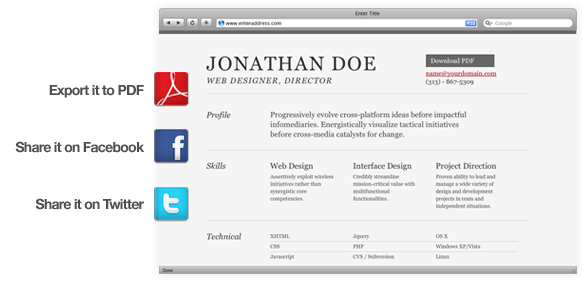 Enter Title
www.enteraddress.com
RSS
Google
JONATHAN DOE
WEB DESIGNER, DIRECTOR
Download PDF
name@yourdomain.com
(313) - 867-5309
Export it to PDF
Share it on Facebook
Share it on Twitter
Profile
Progressively evolve cross-platform ideas before impactful
infomediaries. Energistically visualize tactical initiatives
before cross-media catalysts for change.
Skills
Web Design
Assertively exploit wireless
initiatives rather than
synergistic core
competencies.
Interface Design
Credibly streamline
mission-critical value with
multifunctional
functionalities.
Project Direction
Proven ability to lead and
manage a wide variety of
design and development
projects in team and
independent situations.
Technical
XHTML Jquery OS X
CSS PHP Windows XP/Vista
Javascript CVS / Subversion Linux
Done